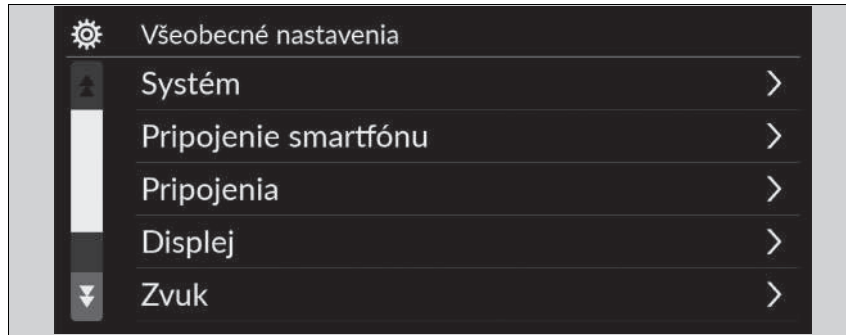 Všeobecné nastavenia
Systém
Pripojenie smartfónu
Pripojenia
Displej
Zvuk